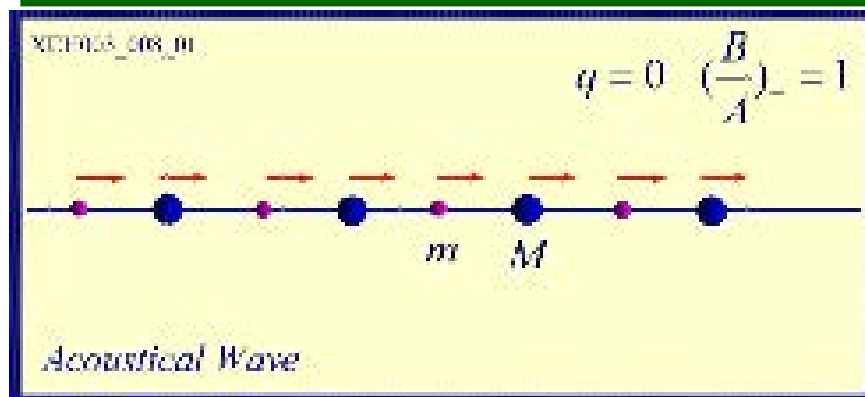 q = 0 (B/A)_ = 1
m M
Acoustical Wave